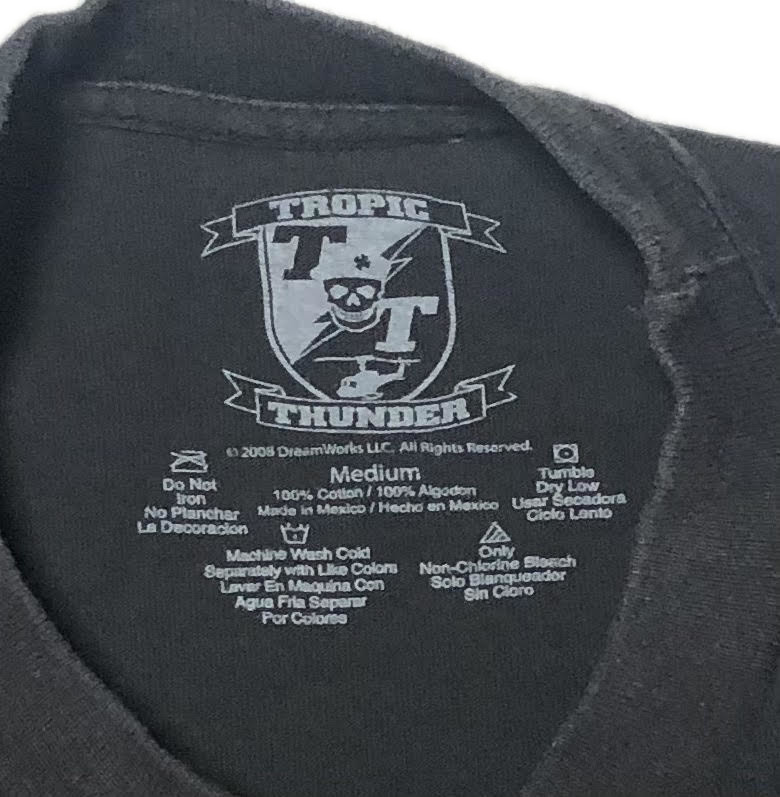 TROPIC
T
T
THUNDER
© 2008 DreamWorks LLC. All Rights Reserved.
Medium
100% Cotton / 100% Algodon
Made in Mexico / Hecho en Mexico
Do Not
Iron
No Planchar
La Decoracion
Tumble
Dry Low
Usar Secadora
Ciclo Lento
Machine Wash Cold
Separately with Like Colors
Lavar En Maquina Con
Agua Fria Separar
Por Colores
Only
Non-Chlorine Bleach
Solo Blanqueador
Sin Cloro